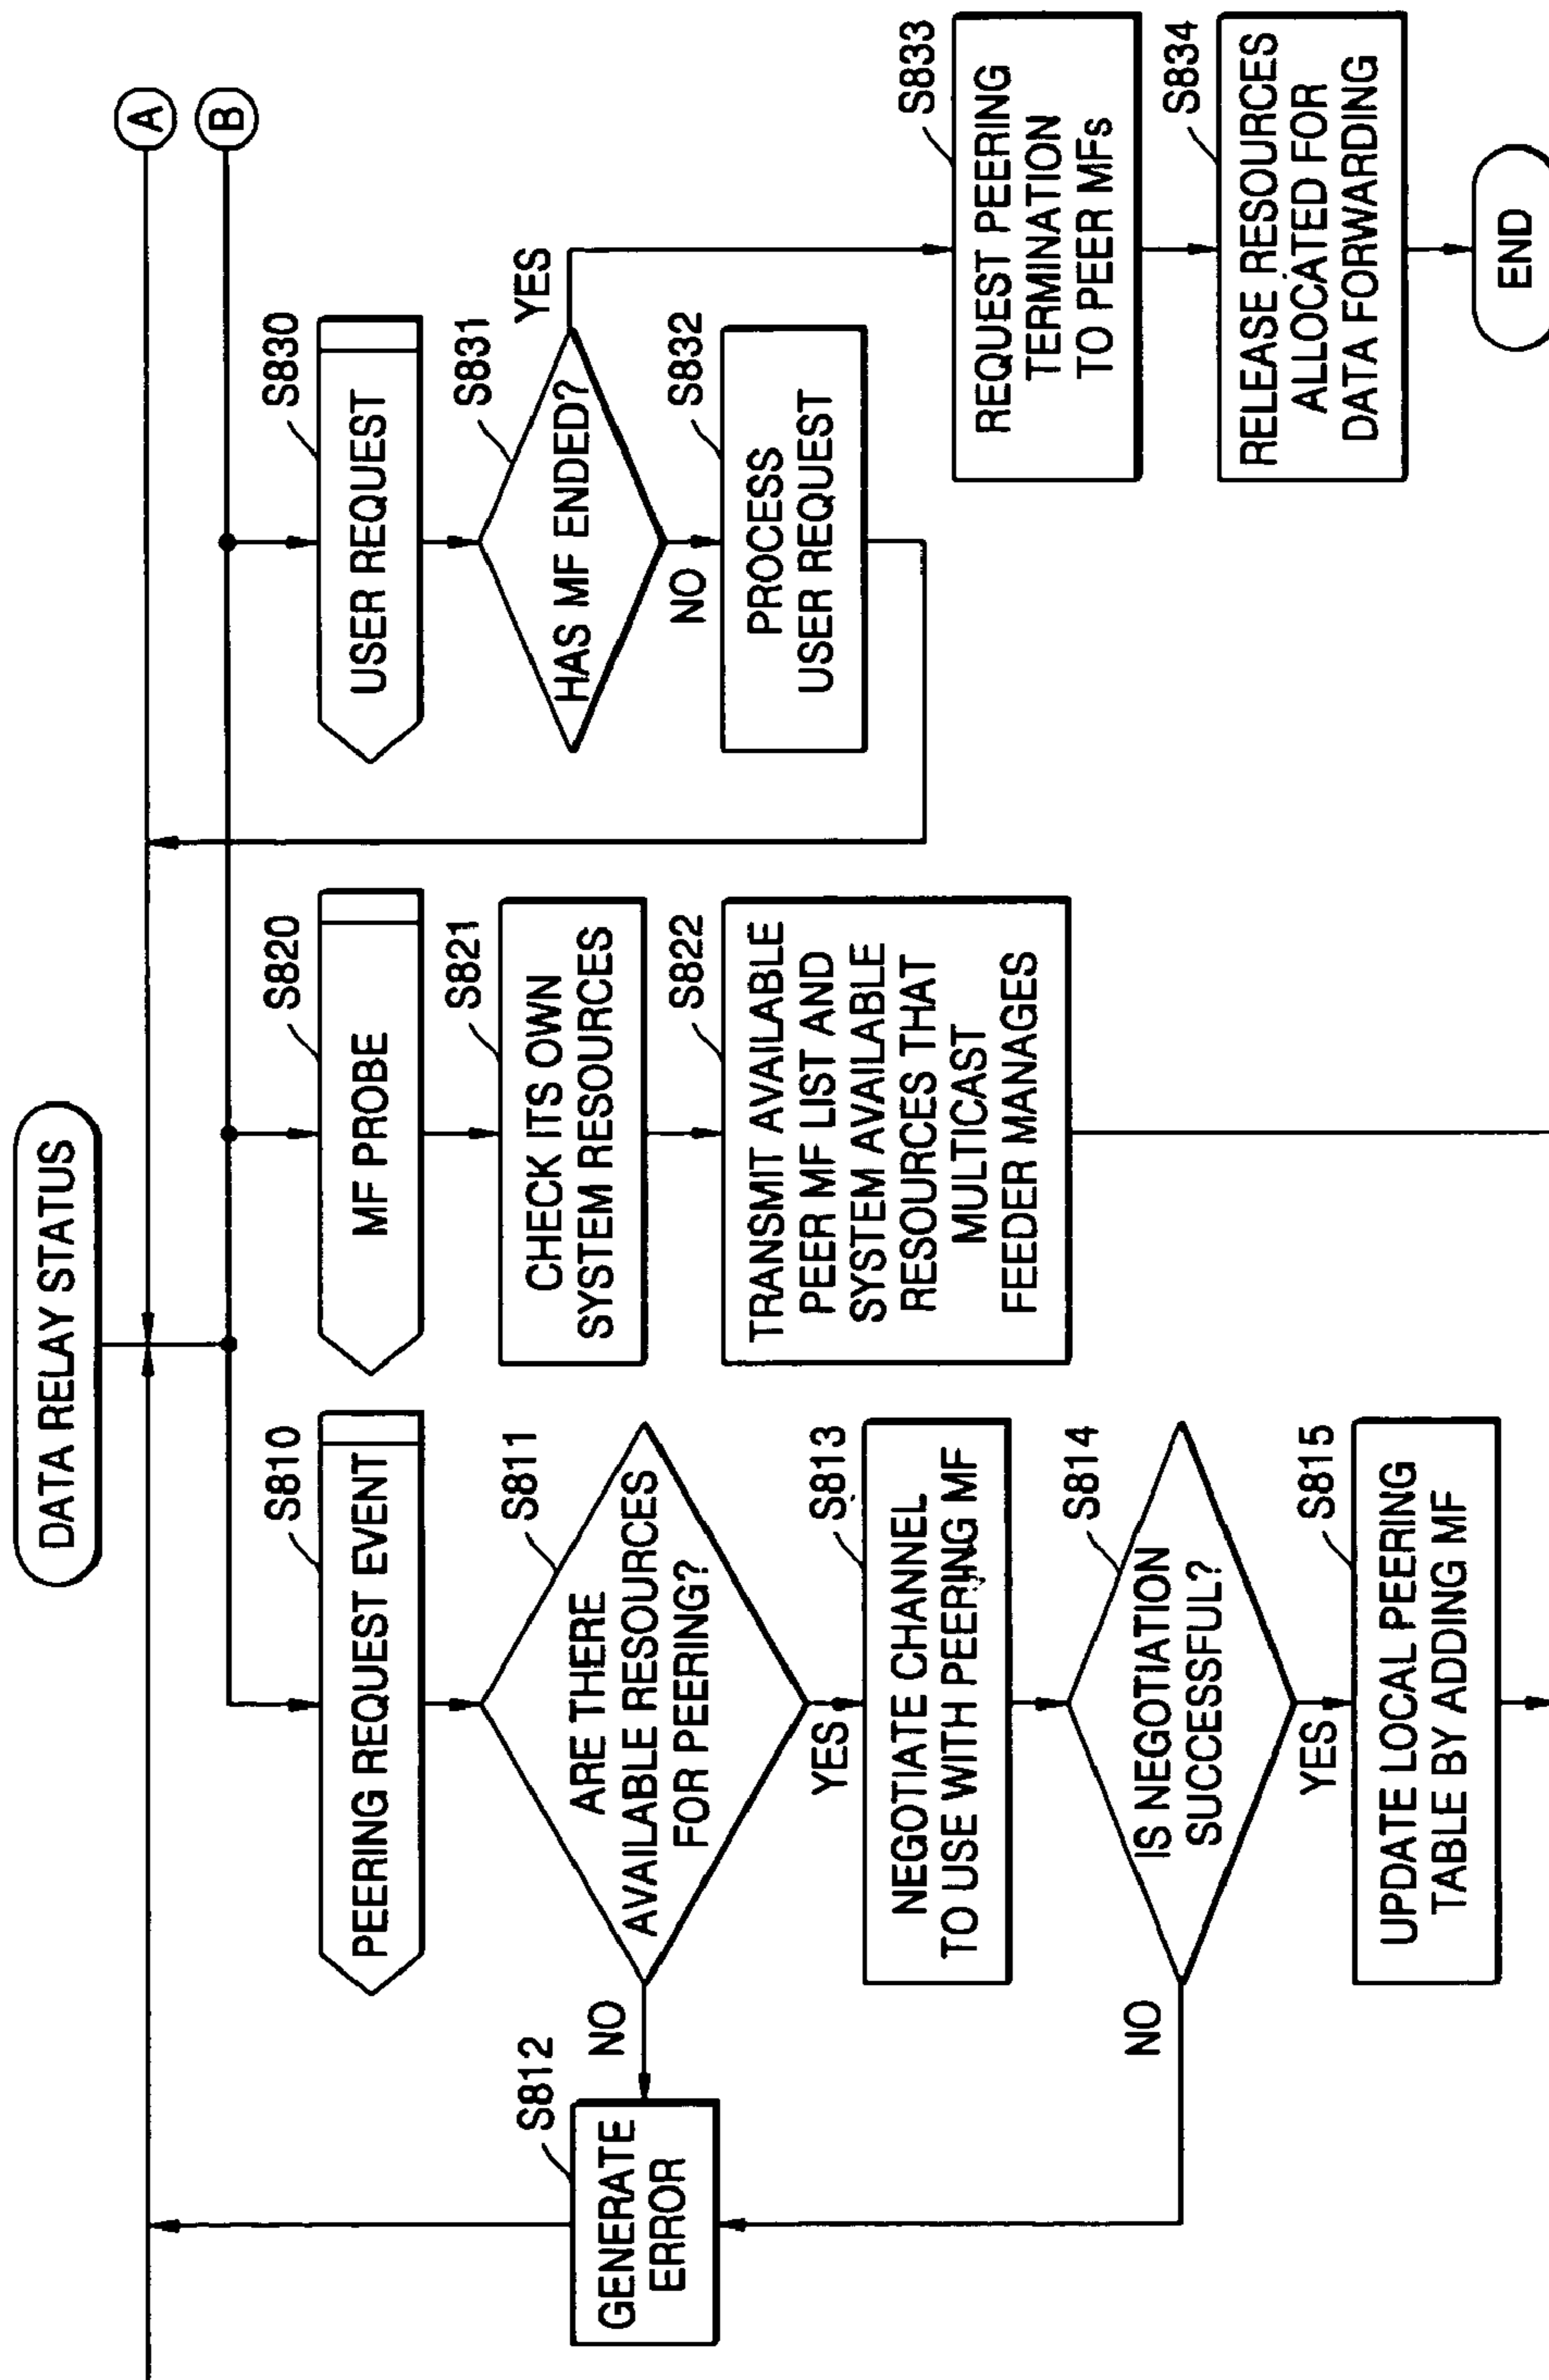 DATA RELAY STATUS
A
B
S810
PEERING REQUEST EVENT
S811
ARE THERE
AVAILABLE RESOURCES
FOR PEERING?
NO
YES
S812
GENERATE
ERROR
S813
NEGOTIATE CHANNEL
TO USE WITH PEERING MF
S814
IS NEGOTIATION
SUCCESSFUL?
NO
YES
S815
UPDATE LOCAL PEERING
TABLE BY ADDING MF
S820
MF PROBE
S821
CHECK ITS OWN
SYSTEM RESOURCES
S822
TRANSMIT AVAILABLE
PEER MF LIST AND
SYSTEM AVAILABLE
RESOURCES THAT
MULTICAST
FEEDER MANAGES
S830
USER REQUEST
S831
HAS MF ENDED?
YES
NO
S832
PROCESS
USER REQUEST
S833
REQUEST PEERING
TERMINATION
TO PEER MFs
S834
RELEASE RESOURCES
ALLOCATED FOR
DATA FORWARDING
END